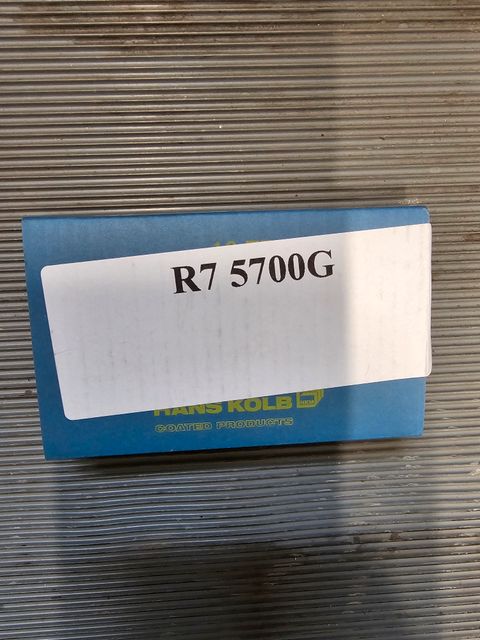 R7 5700G
HANS KOLB
COATED PRODUCTS